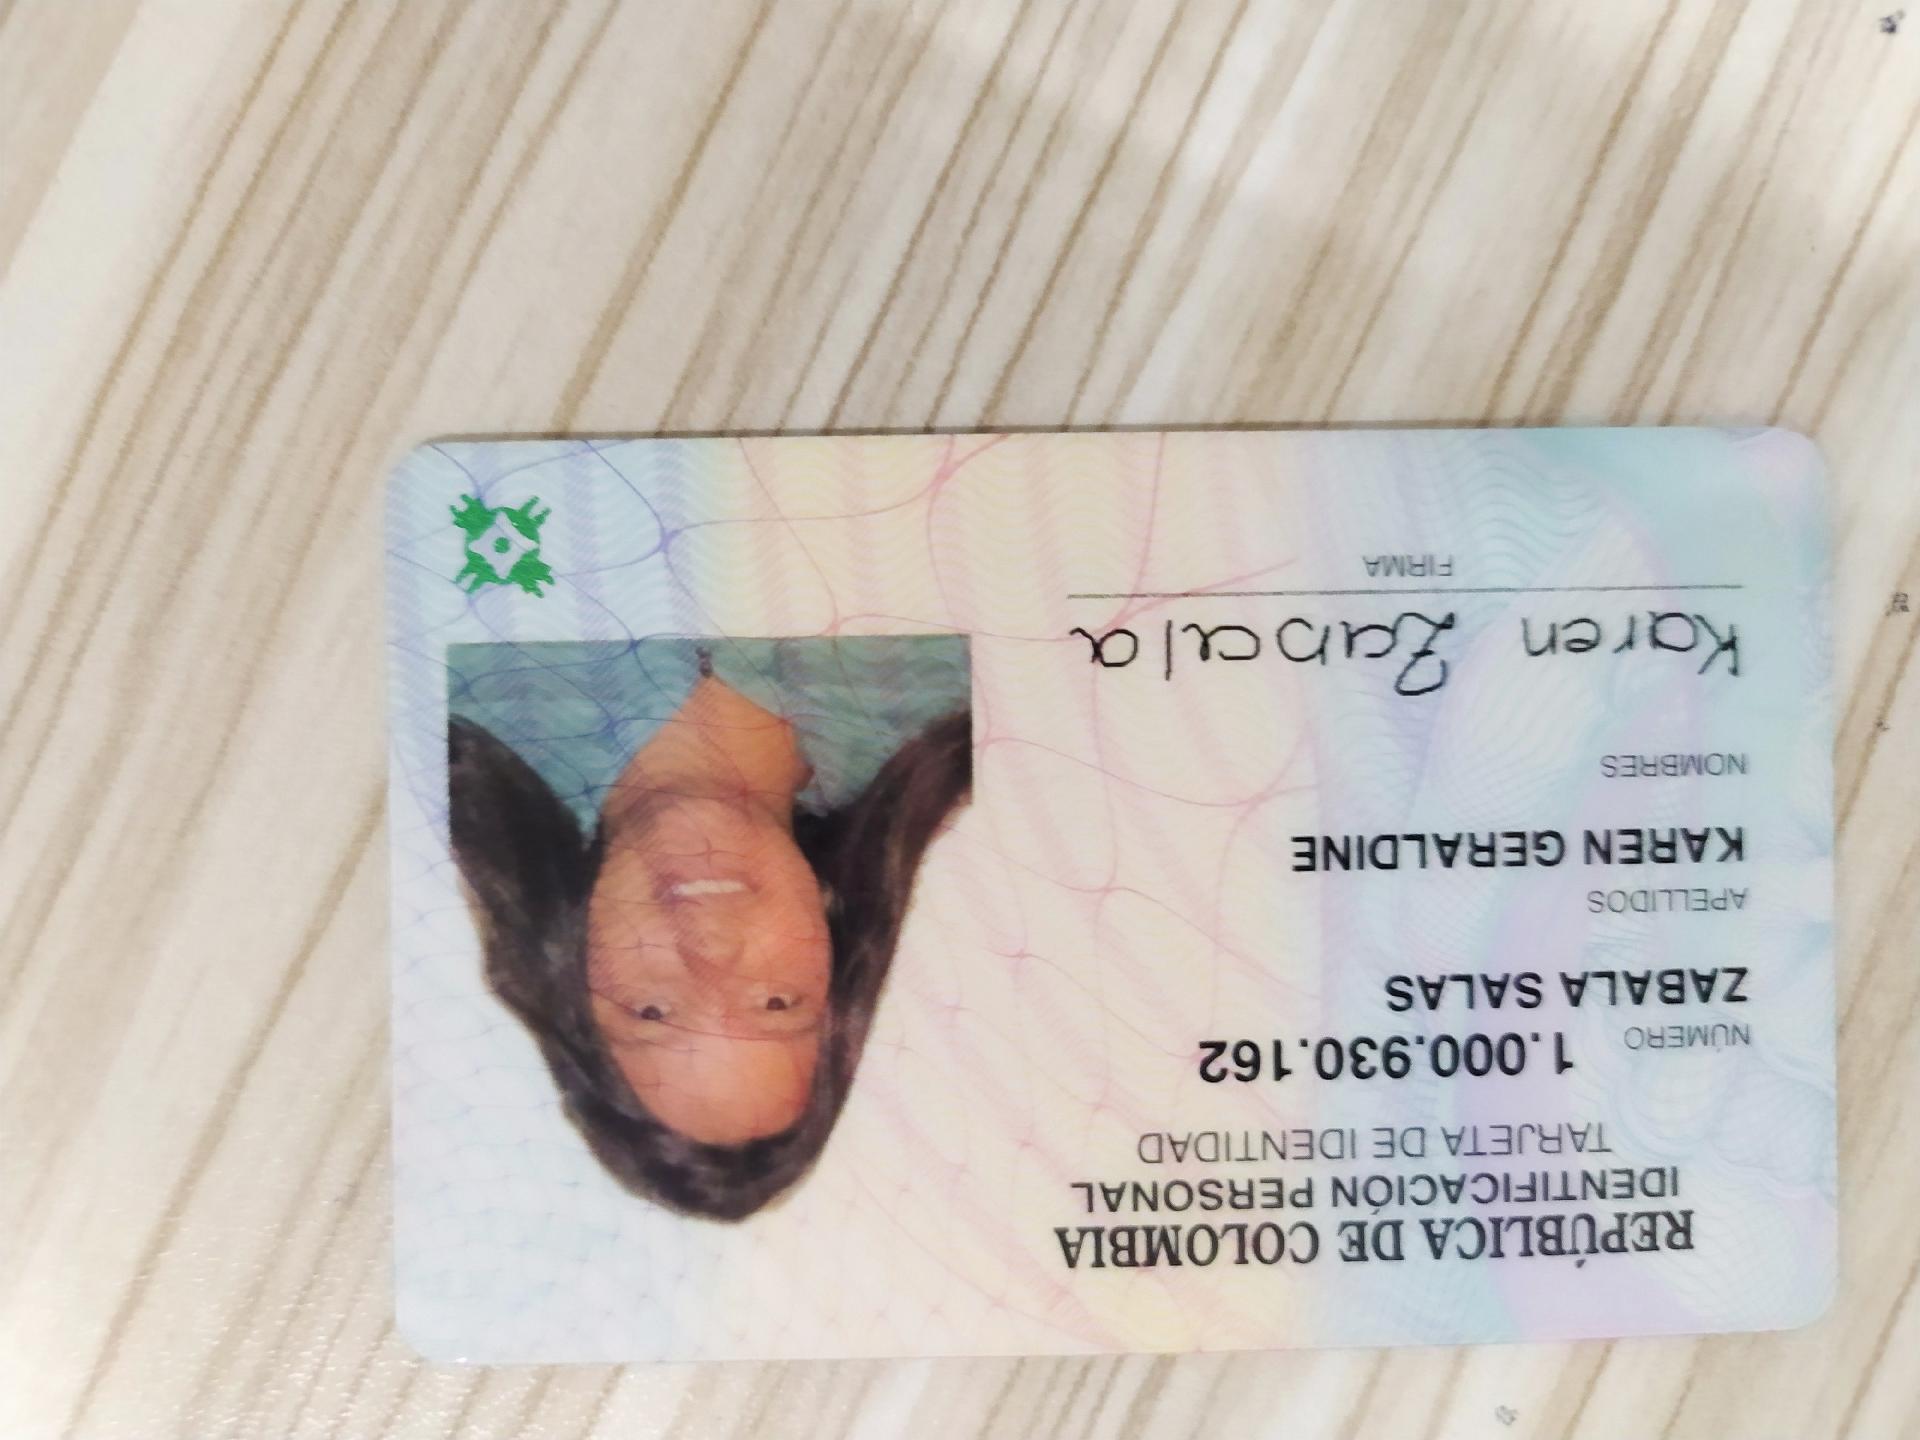 REPÚBLICA DE COLOMBIA
IDENTIFICACIÓN PERSONAL
TARJETA DE IDENTIDAD
NÚMERO 1.000.930.162
ZABALA SALAS
APELLIDOS
KAREN GERALDINE
NOMBRES
Karen Zabala
FIRMA